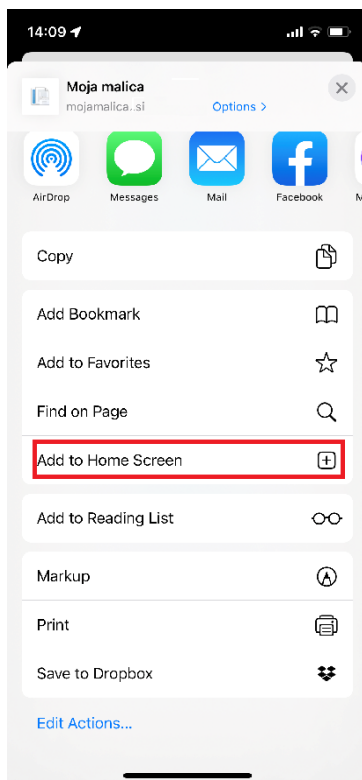 14:09
Moja malica
mojamalica..si Options >
AirDrop Messages Mail Facebook M
Copy
Add Bookmark
Add to Favorites
Find on Page
Add to Home Screen
Add to Reading List
Markup
Print
Save to Dropbox
Edit Actions...